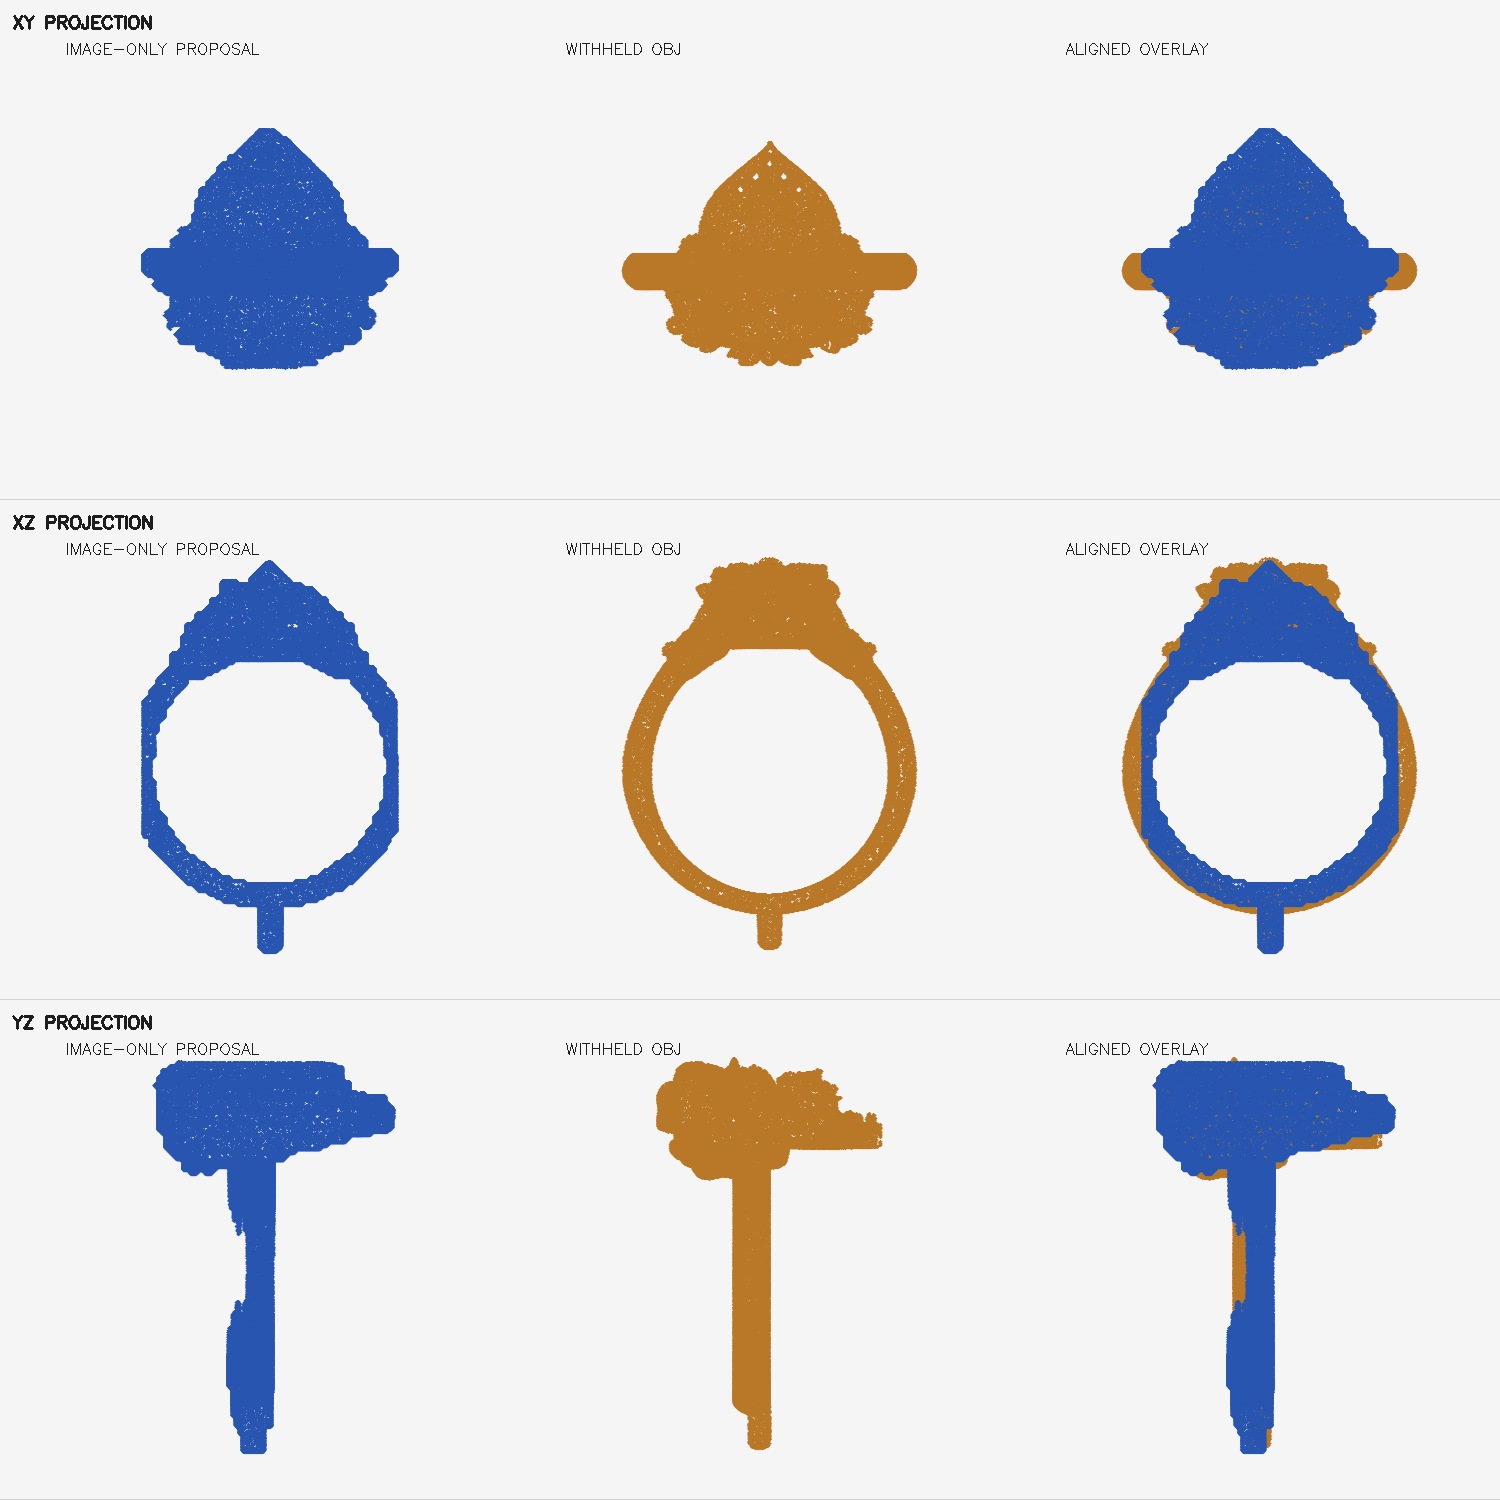 XY PROJECTION
IMAGE-ONLY PROPOSAL
WITHHELD OBJ
ALIGNED OVERLAY
XZ PROJECTION
IMAGE-ONLY PROPOSAL
WITHHELD OBJ
ALIGNED OVERLAY
YZ PROJECTION
IMAGE-ONLY PROPOSAL
WITHHELD OBJ
ALIGNED OVERLAY